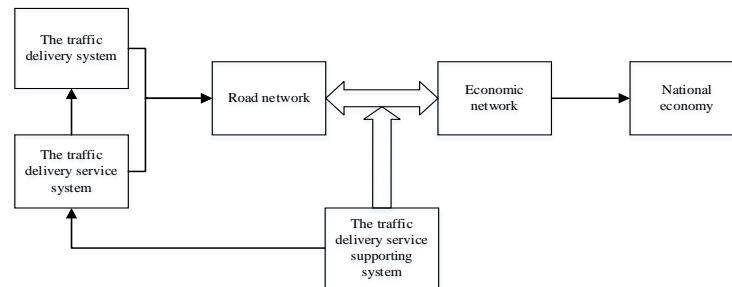 The traffic
delivery system
Road network
Economic
network
National
economy
The traffic
delivery service
system
The traffic
delivery service
supporting
system